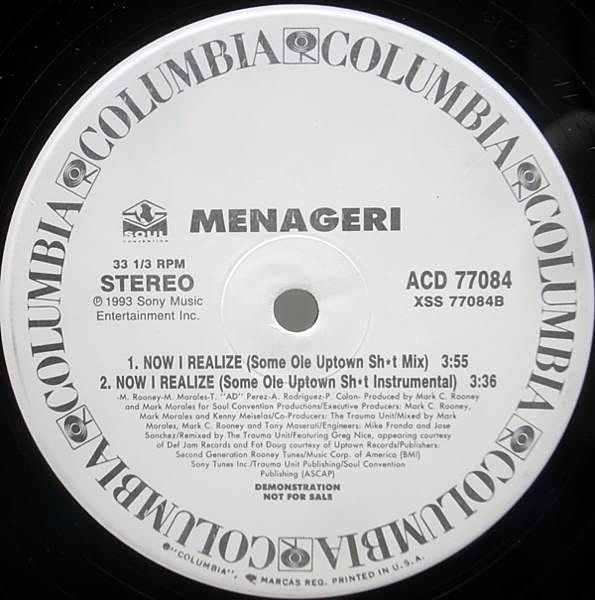 COLUMBIA COLUMBIA COLUMBIA COLUMBIA COLUMBIA COLUMBIA
SOUL
CONVENTION
MENAGERI
33 1/3 RPM
STEREO
℗ 1993 Sony Music
Entertainment Inc.
ACD 77084
XSS 77084B
1. NOW I REALIZE (Some Ole Uptown Sh*t Mix) 3:55
2. NOW I REALIZE (Some Ole Uptown Sh*t Instrumental) 3:36
-M. Rooney-M. Morales-T. "AD" Perez-A. Rodriguez-P. Colon- Produced by Mark C. Rooney
and Mark Morales for Soul Convention Productions/Executive Producers: Mark C. Rooney,
Mark Morales and Kenny Meiselas/Co-Producers: The Trauma Unit/Mixed by Mark
Morales, Mark C. Rooney and Tony Maserati/Engineers: Mike Fronda and Jose
Sanchez/Remixed by The Trauma Unit/Featuring Greg Nice, appearing courtesy
of Def Jam Records and Fat Doug courtesy of Uptown Records/Publishers:
Second Generation Rooney Tunes/Music Corp. of America (BMI)
Sony Tunes Inc./Trauma Unit Publishing/Soul Convention
Publishing (ASCAP)
DEMONSTRATION
NOT FOR SALE
® "COLUMBIA", MARCAS REG. PRINTED IN U.S.A.